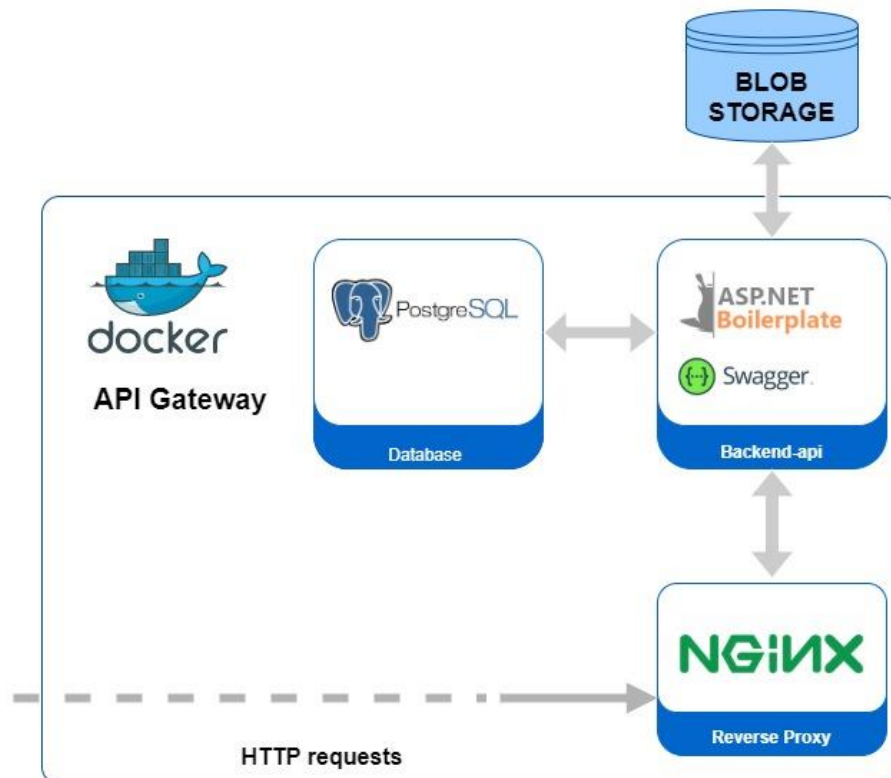 BLOB
STORAGE
docker
API Gateway
PostgreSQL
Database
ASP.NET
Boilerplate
{···} Swagger.
Backend-api
NGINX
Reverse Proxy
HTTP requests